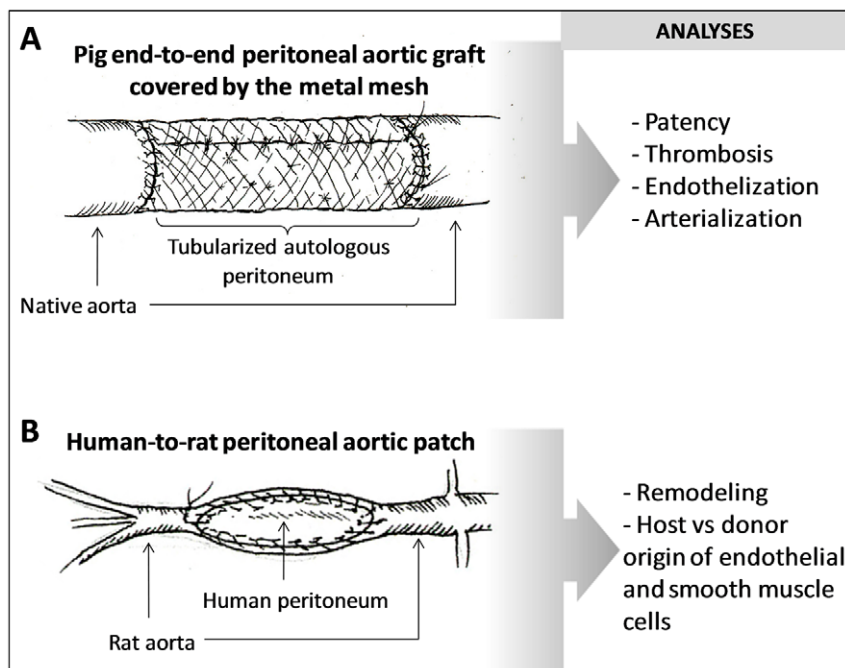 A
Pig end-to-end peritoneal aortic graft
covered by the metal mesh
Tubularized autologous
peritoneum
Native aorta
ANALYSES
- Patency
- Thrombosis
- Endothelization
- Arterialization
B
Human-to-rat peritoneal aortic patch
Human peritoneum
Rat aorta
- Remodeling
- Host vs donor
origin of endothelial
and smooth muscle
cells